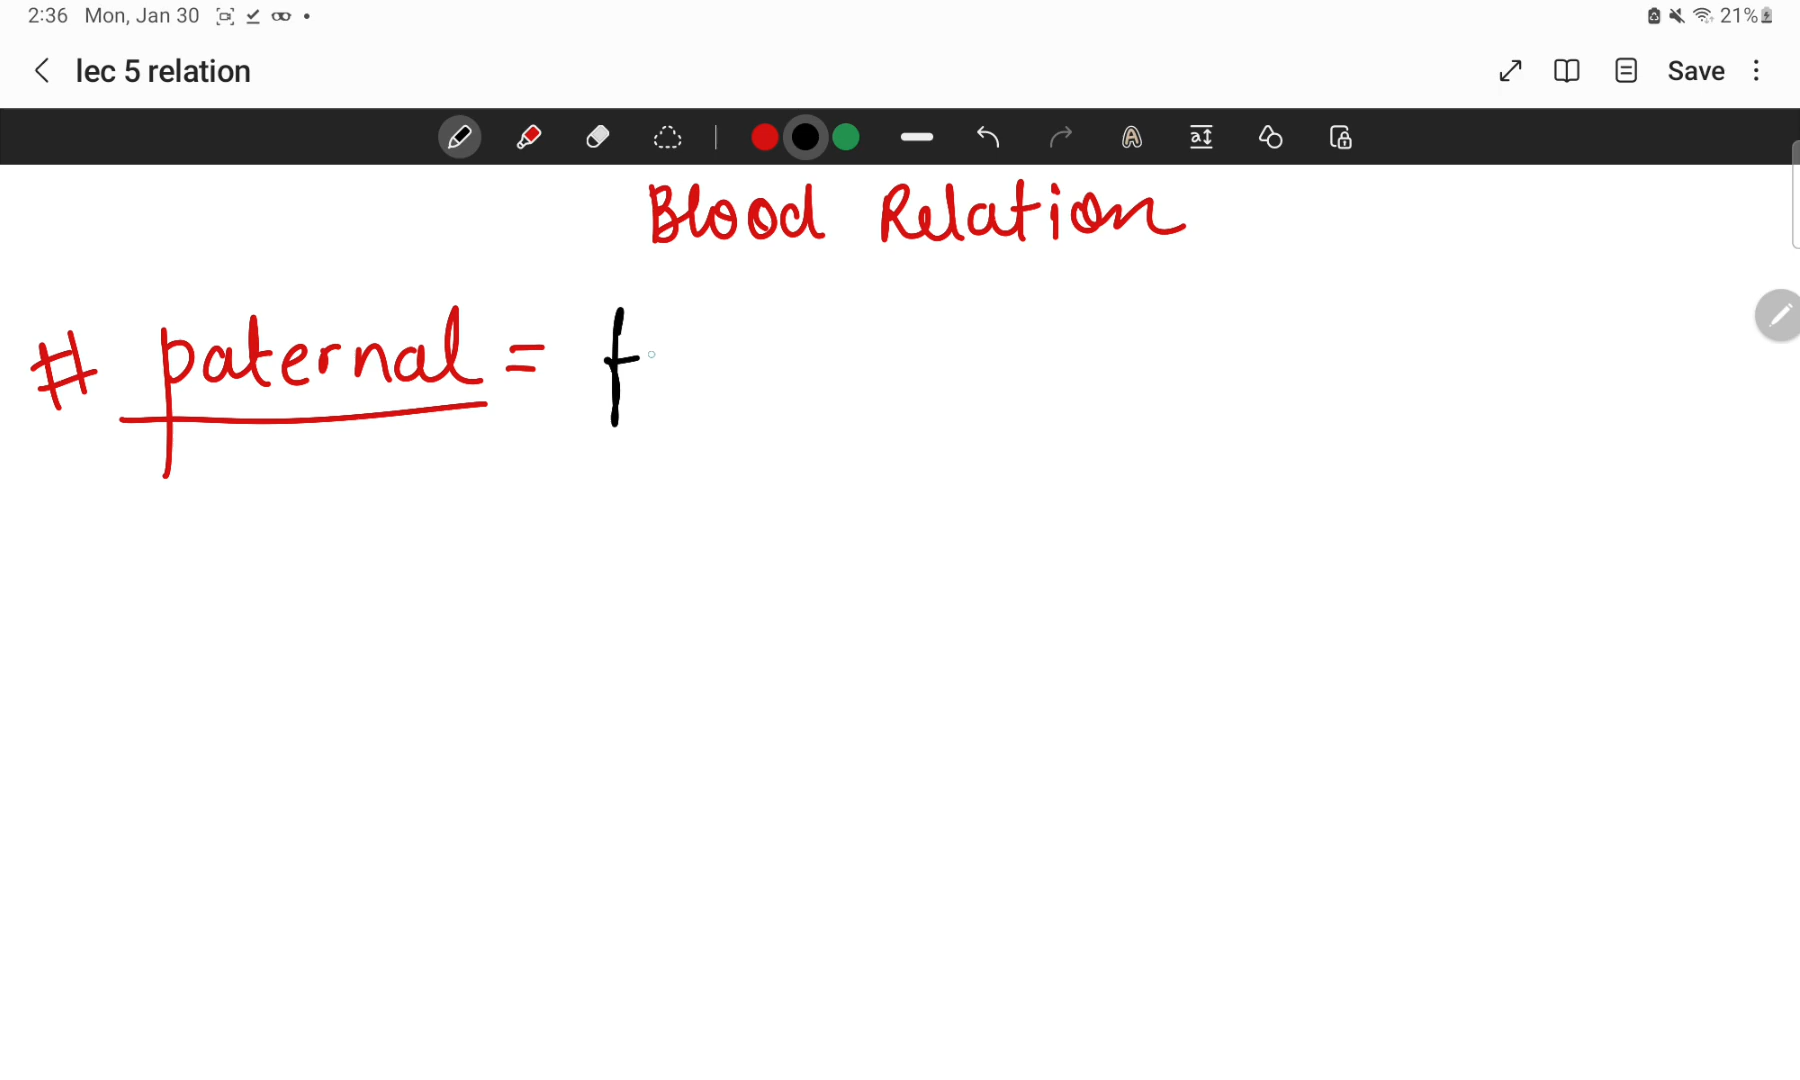 2:36 Mon, Jan 30 21%
lec 5 relation Save
Blood Relation
# paternal = f